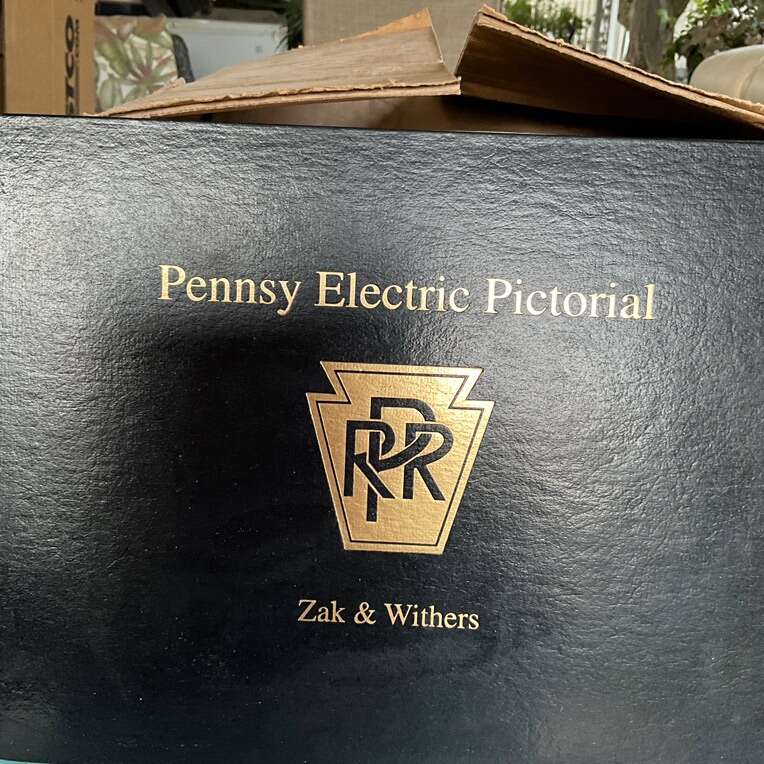 Pennsy Electric Pictorial
PRR
Zak & Withers